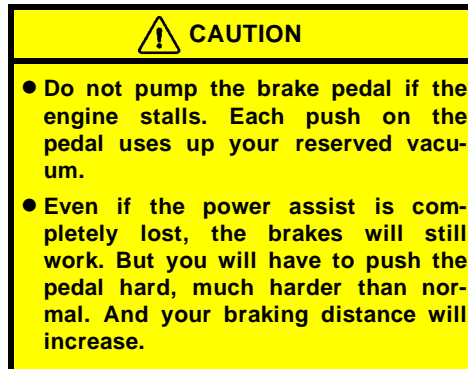 CAUTION
● Do not pump the brake pedal if the
engine stalls. Each push on the
pedal uses up your reserved vacu-
um.
● Even if the power assist is com-
pletely lost, the brakes will still
work. But you will have to push the
pedal hard, much harder than nor-
mal. And your braking distance will
increase.